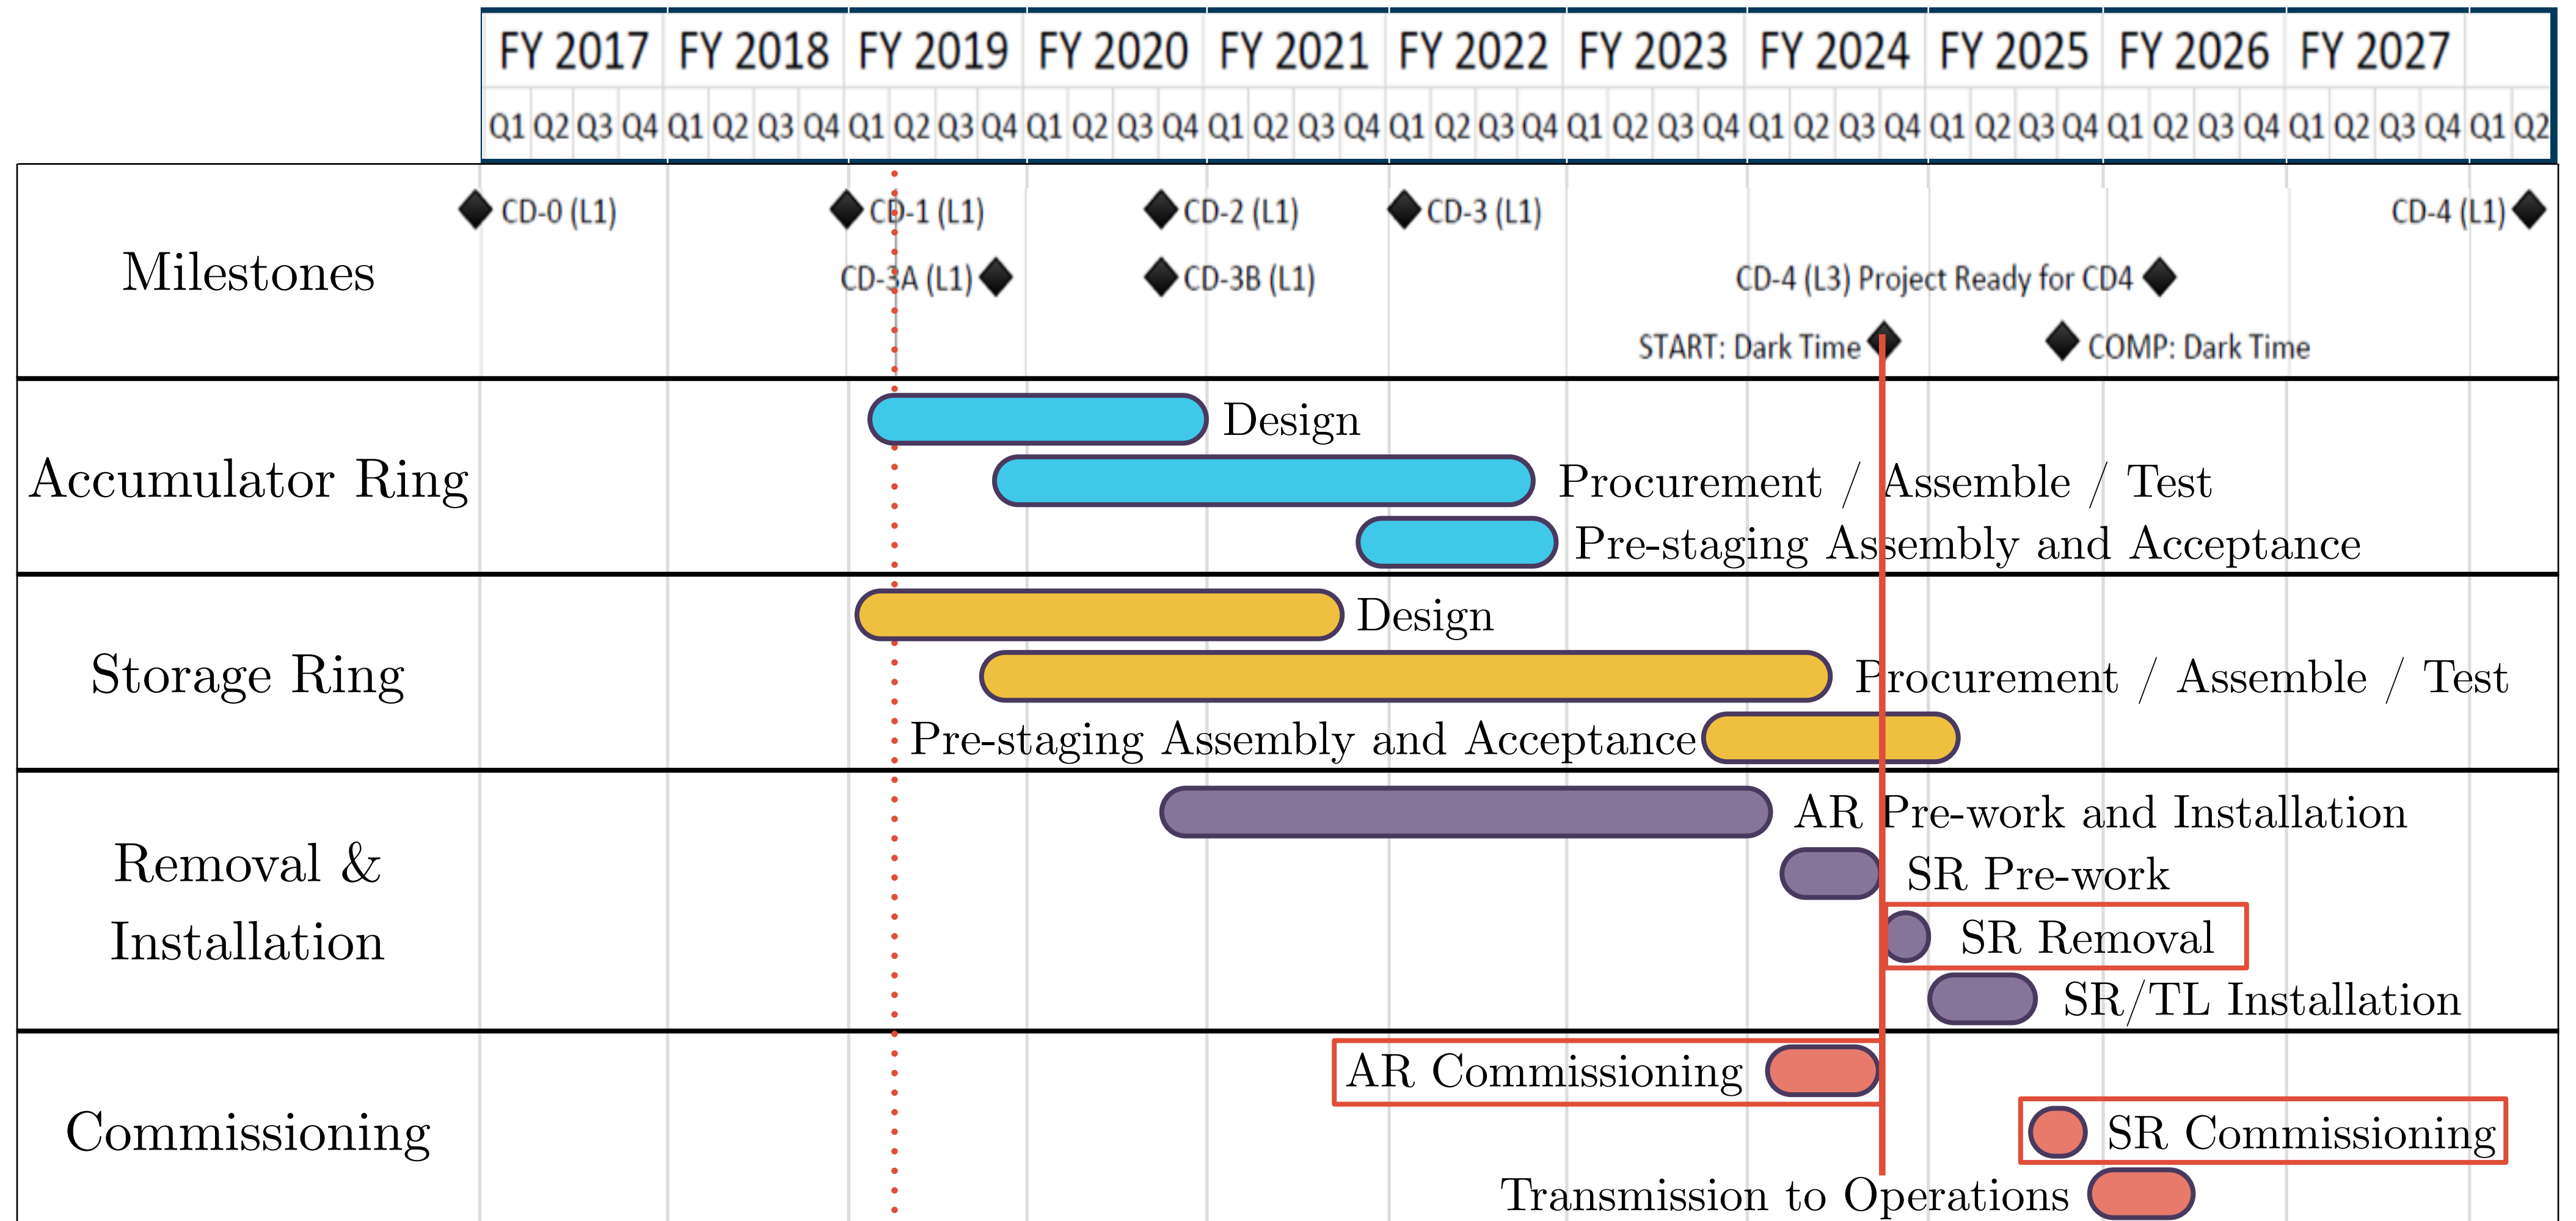 FY 2017 FY 2018 FY 2019 FY 2020 FY 2021 FY 2022 FY 2023 FY 2024 FY 2025 FY 2026 FY 2027
Q1 Q2 Q3 Q4 Q1 Q2 Q3 Q4 Q1 Q2 Q3 Q4 Q1 Q2 Q3 Q4 Q1 Q2 Q3 Q4 Q1 Q2 Q3 Q4 Q1 Q2 Q3 Q4 Q1 Q2 Q3 Q4 Q1 Q2 Q3 Q4 Q1 Q2 Q3 Q4 Q1 Q2 Q3 Q4 Q1 Q2
Milestones
CD-0 (L1) CD-1 (L1) CD-2 (L1) CD-3 (L1) CD-4 (L1)
CD-3A (L1) CD-3B (L1) CD-4 (L3) Project Ready for CD4
START: Dark Time COMP: Dark Time
Accumulator Ring
Design
Procurement / Assemble / Test
Pre-staging Assembly and Acceptance
Storage Ring
Design
Procurement / Assemble / Test
Pre-staging Assembly and Acceptance
Removal &
Installation
AR Pre-work and Installation
SR Pre-work
SR Removal
SR/TL Installation
Commissioning
AR Commissioning
SR Commissioning
Transmission to Operations